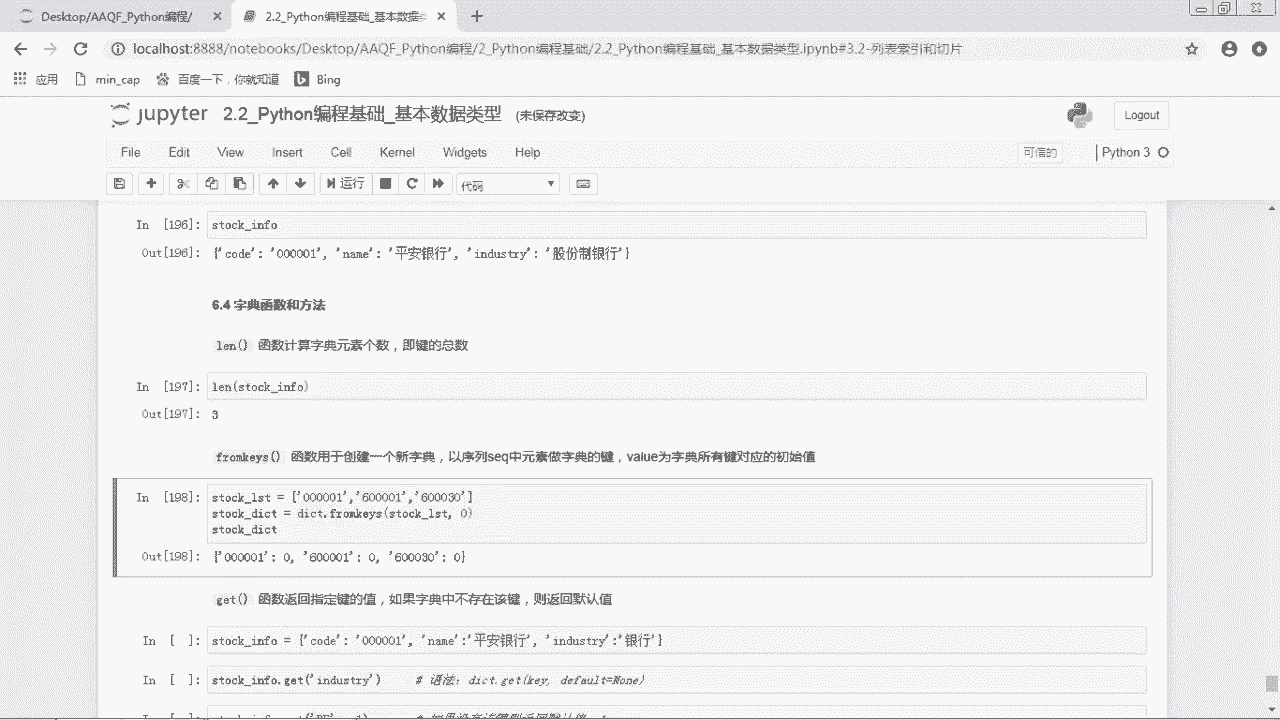 Desktop/AAQF_Python编程/
2.2_Python编程基础_基本数据
localhost:8888/notebooks/Desktop/AAQF_Python编程/2_Python编程基础/2.2_Python编程基础_基本数据类型.ipynb#3.2-列表索引和切片
应用 min_cap 百度一下，你就知道 Bing
jupyter 2.2_Python编程基础_基本数据类型 (未保存改变) Logout
File Edit View Insert Cell Kernel Widgets Help 可信的 Python 3
运行 代码
In [196]: stock_info
Out[196]: {'code': '000001', 'name': '平安银行', 'industry': '股份制银行'}
6.4 字典函数和方法
len() 函数计算字典元素个数，即键的总数
In [197]: len(stock_info)
Out[197]: 3
fromkeys() 函数用于创建一个新字典，以序列seq中元素做字典的键，value为字典所有键对应的初始值
In [198]: stock_lst = ['000001','600001','600030']
stock_dict = dict.fromkeys(stock_lst, 0)
stock_dict
Out[198]: {'000001': 0, '600001': 0, '600030': 0}
get() 函数返回指定键的值，如果字典中不存在该键，则返回默认值
In [ ]: stock_info = {'code': '000001', 'name':'平安银行', 'industry':'银行'}
In [ ]: stock_info.get('industry') # 语法: dict.get(key, default=None)